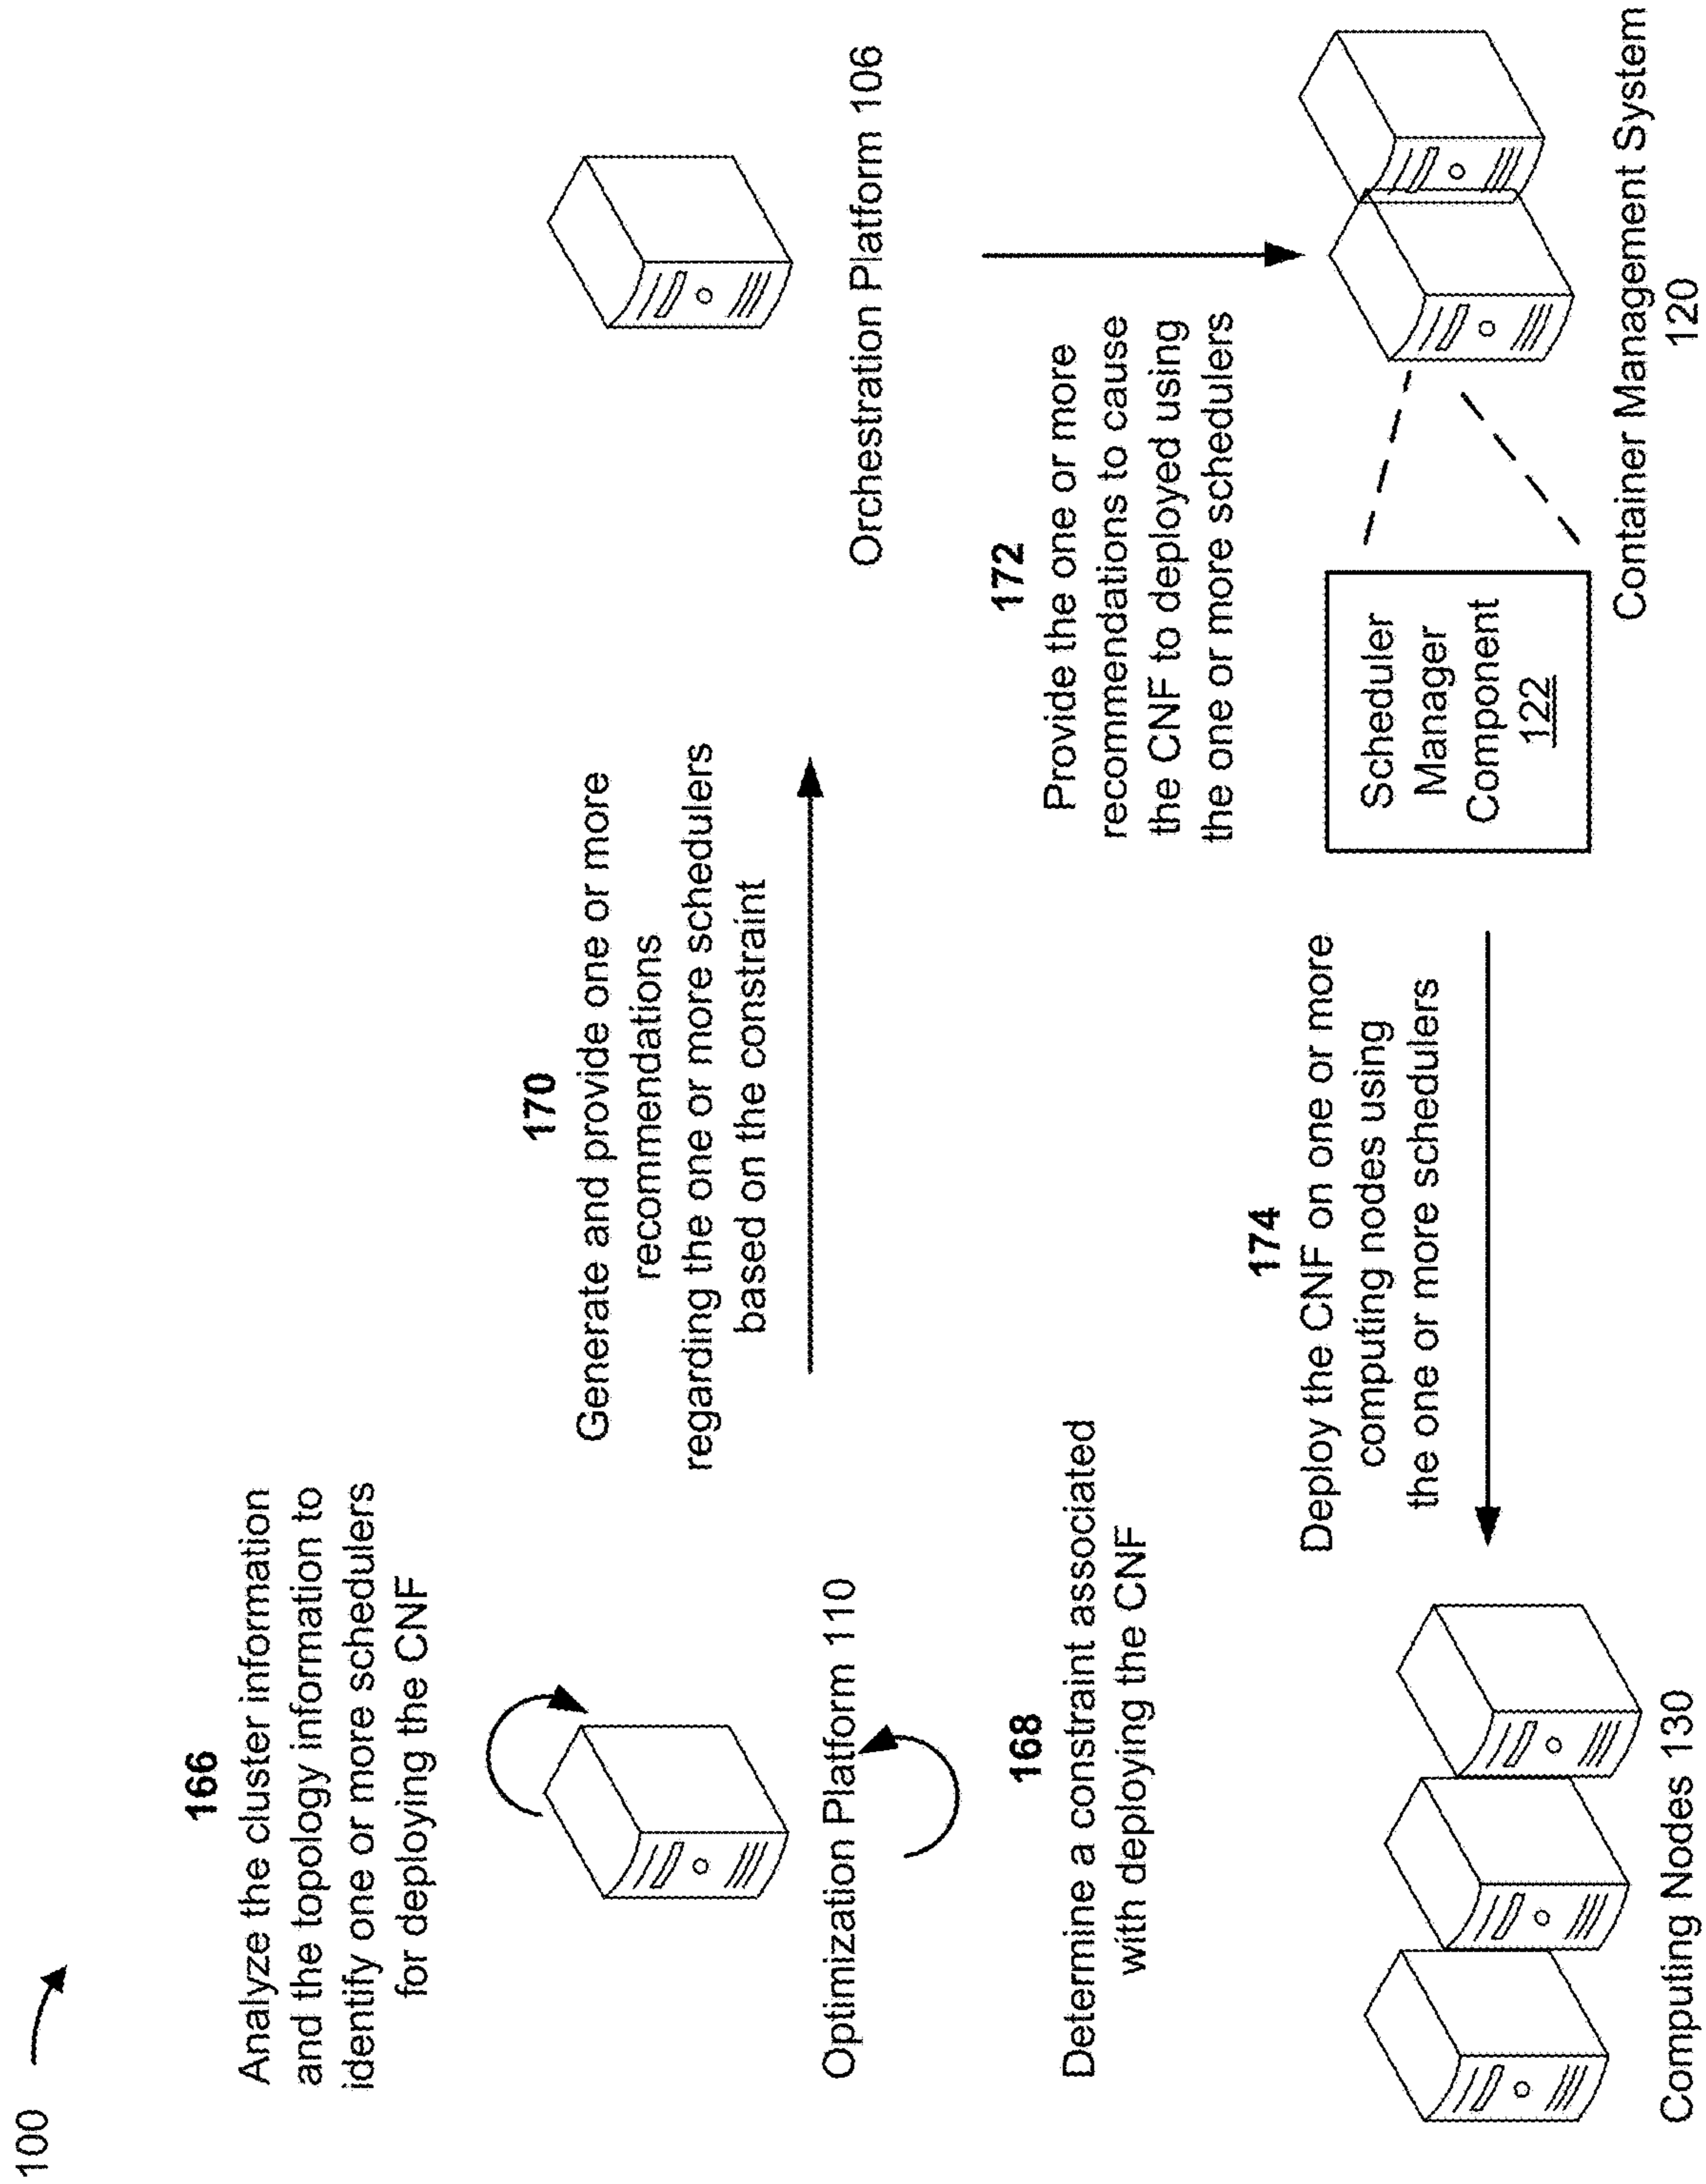 100
166
Analyze the cluster information
and the topology information to
identify one or more schedulers
for deploying the CNF
Optimization Platform 110
168
Determine a constraint associated
with deploying the CNF
170
Generate and provide one or more
recommendations
regarding the one or more schedulers
based on the constraint
Orchestration Platform 106
172
Provide the one or more
recommendations to cause
the CNF to deployed using
the one or more schedulers
Scheduler
Manager
Component
122
Container Management System
120
174
Deploy the CNF on one or more
computing nodes using
the one or more schedulers
Computing Nodes 130